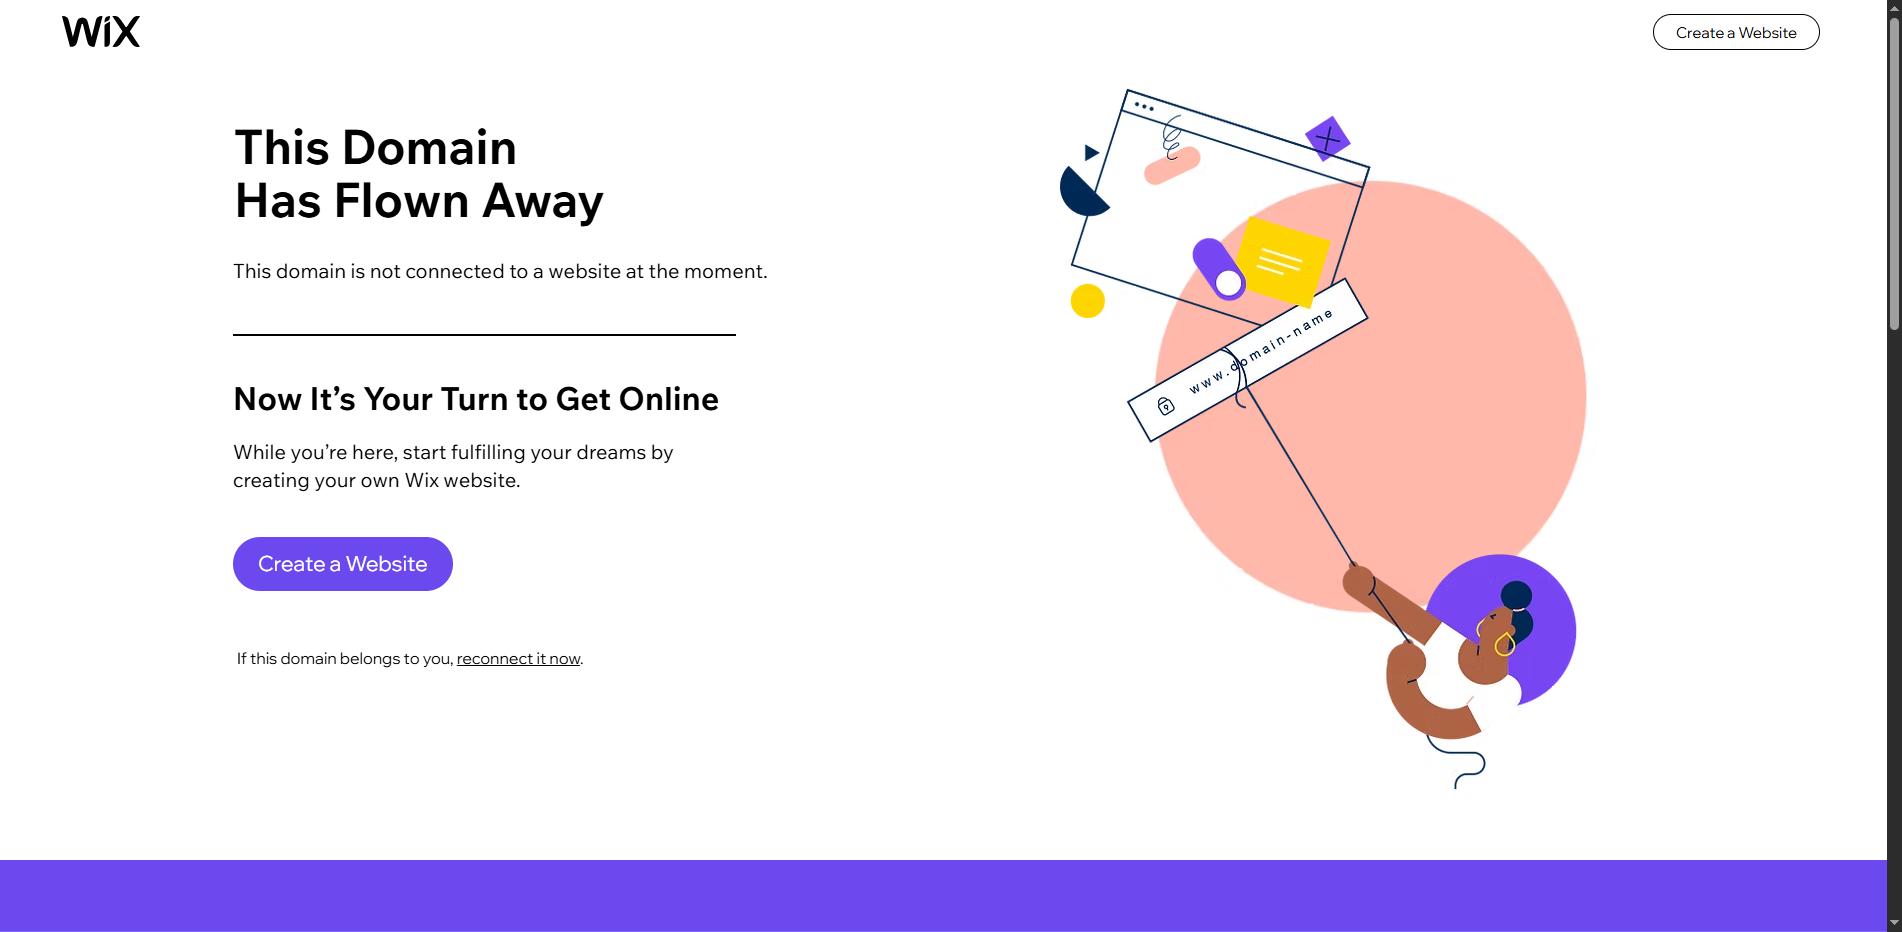 WiX
Create a Website
This Domain
Has Flown Away
This domain is not connected to a website at the moment.
Now It’s Your Turn to Get Online
While you’re here, start fulfilling your dreams by
creating your own Wix website.
Create a Website
If this domain belongs to you, reconnect it now.
www.domain-name